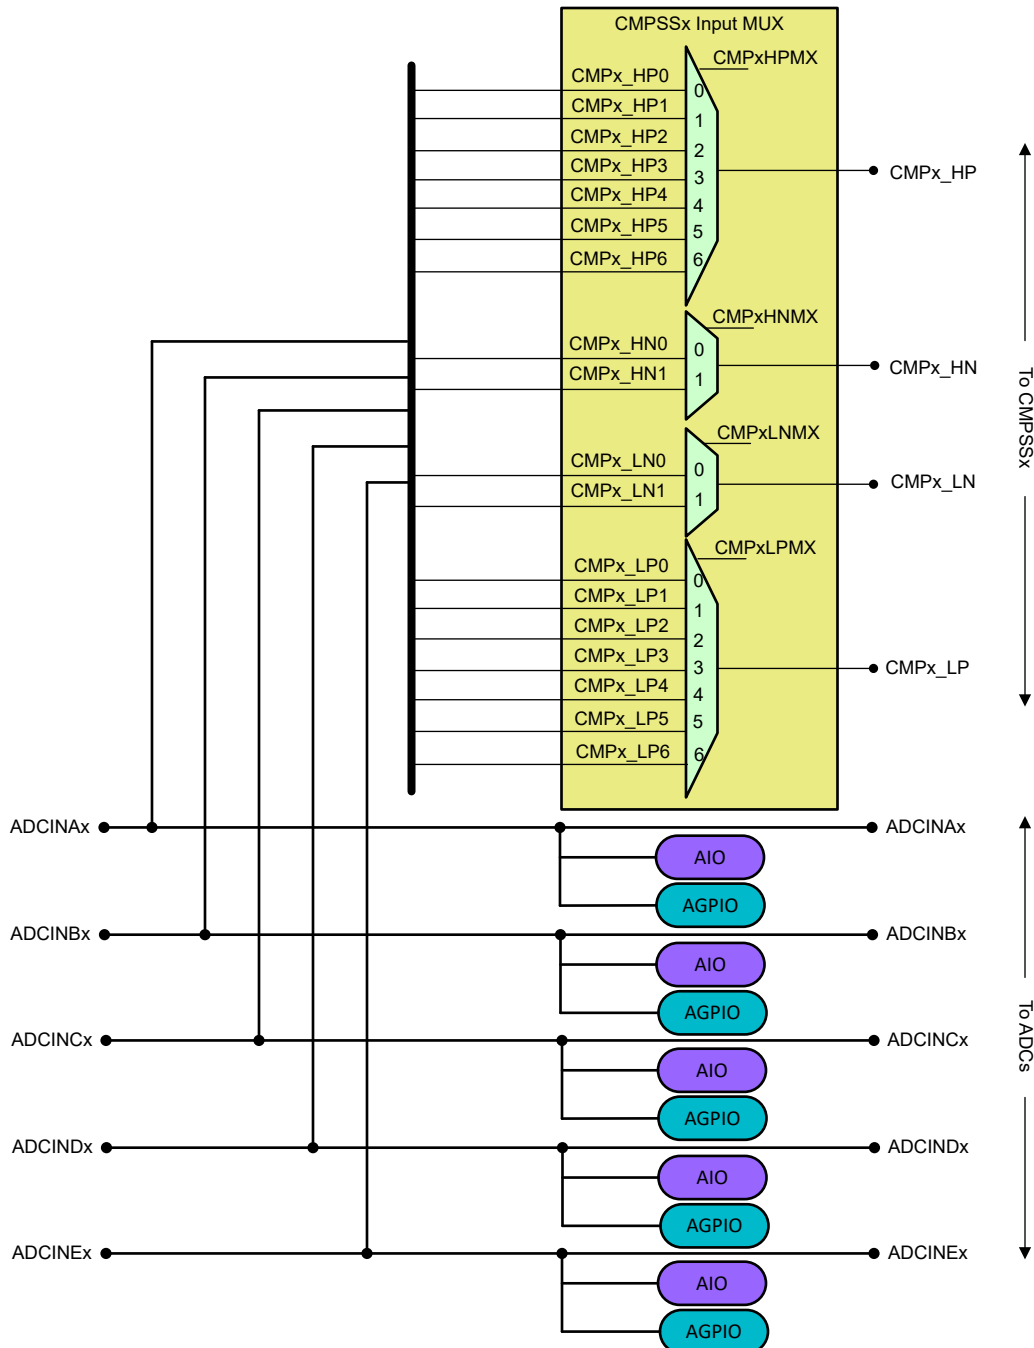 CMPSSx Input MUX
CMPxHPMX
CMPx_HP0
0
CMPx_HP1
1
CMPx_HP2
2
CMPx_HP3
3
CMPx_HP
CMPx_HP4
4
CMPx_HP5
5
CMPx_HP6
6
CMPxHNMX
CMPx_HN0
0
CMPx_HN
CMPx_HN1
1
To CMPSSx
CMPxLNMX
CMPx_LN0
0
CMPx_LN
CMPx_LN1
1
CMPxLPMX
CMPx_LP0
0
CMPx_LP1
1
CMPx_LP2
2
CMPx_LP3
3
CMPx_LP
CMPx_LP4
4
CMPx_LP5
5
CMPx_LP6
6
ADCINAx
ADCINAx
AIO
AGPIO
ADCINBx
ADCINBx
AIO
AGPIO
To ADCs
ADCINCx
ADCINCx
AIO
AGPIO
ADCINDx
ADCINDx
AIO
AGPIO
ADCINEx
ADCINEx
AIO
AGPIO